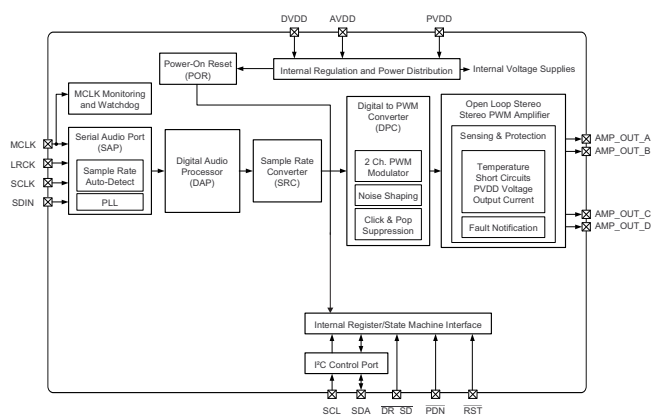 DVDD AVDD PVDD
Power-On Reset
(POR)
Internal Regulation and Power Distribution
Internal Voltage Supplies
MCLK Monitoring
and Watchdog
Digital to PWM
Converter
(DPC)
Open Loop Stereo
Stereo PWM Amplifier
MCLK
LRCK
SCLK
SDIN
Serial Audio Port
(SAP)
Sample Rate
Auto-Detect
PLL
Digital Audio
Processor
(DAP)
Sample Rate
Converter
(SRC)
2 Ch. PWM
Modulator
Noise Shaping
Click & Pop
Suppression
Sensing & Protection
Temperature
Short Circuits
PVDD Voltage
Output Current
Fault Notification
AMP_OUT_A
AMP_OUT_B
AMP_OUT_C
AMP_OUT_D
Internal Register/State Machine Interface
I²C Control Port
SCL SDA DR_SD PDN RST